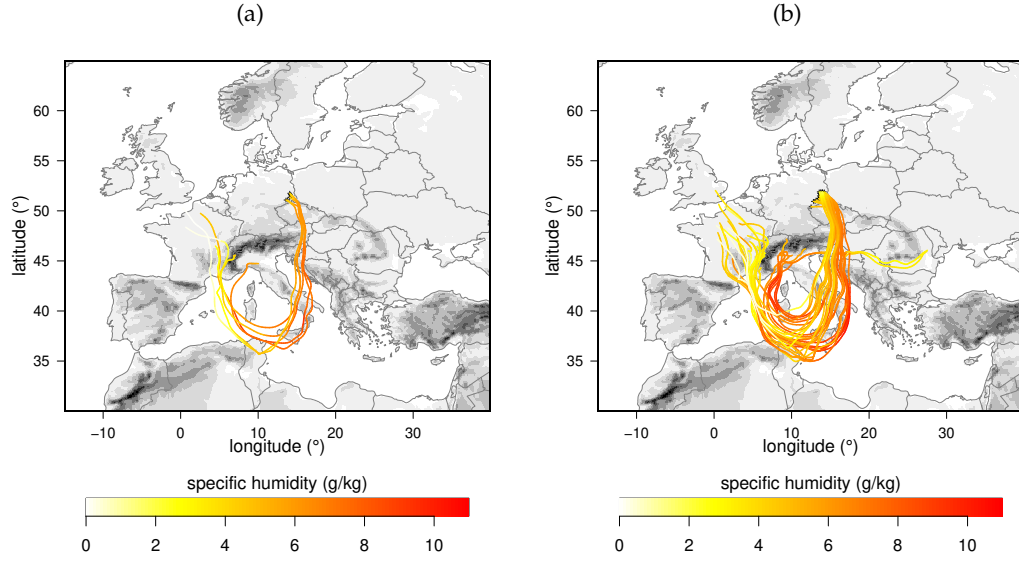 (a)
(b)
60
55
50
45
40
35
latitude (°)
−10 0 10 20 30
longitude (°)
specific humidity (g/kg)
0 2 4 6 8 10
60
55
50
45
40
35
latitude (°)
−10 0 10 20 30
longitude (°)
specific humidity (g/kg)
0 2 4 6 8 10